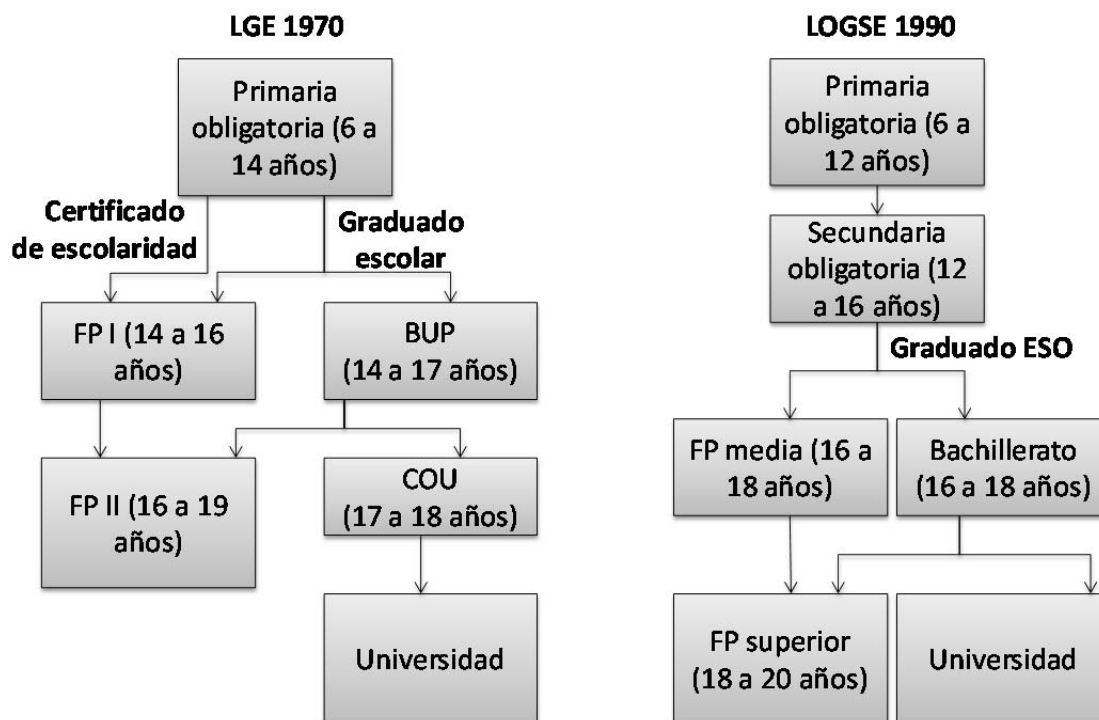 LGE 1970
Primaria
obligatoria (6 a
14 años)
Certificado
de escolaridad
Graduado
escolar
FP I (14 a 16
años)
BUP
(14 a 17 años)
FP II (16 a 19
años)
COU
(17 a 18 años)
Universidad
LOGSE 1990
Primaria
obligatoria (6 a
12 años)
Secundaria
obligatoria (12
a 16 años)
Graduado ESO
FP media (16 a
18 años)
Bachillerato
(16 a 18 años)
FP superior
(18 a 20 años)
Universidad